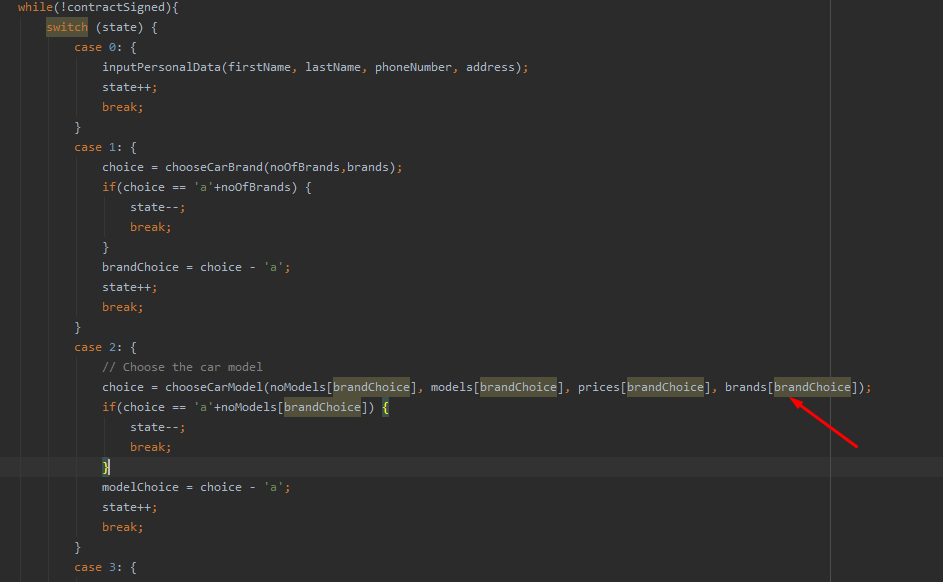 while(!contractSigned){
switch (state) {
case 0: {
inputPersonalData(firstName, lastName, phoneNumber, address);
state++;
break;
}
case 1: {
choice = chooseCarBrand(noOfBrands,brands);
if(choice == 'a'+noOfBrands) {
state--;
break;
}
brandChoice = choice - 'a';
state++;
break;
}
case 2: {
// Choose the car model
choice = chooseCarModel(noModels[brandChoice], models[brandChoice], prices[brandChoice], brands[brandChoice]);
if(choice == 'a'+noModels[brandChoice]) {
state--;
break;
}
modelChoice = choice - 'a';
state++;
break;
}
case 3: {